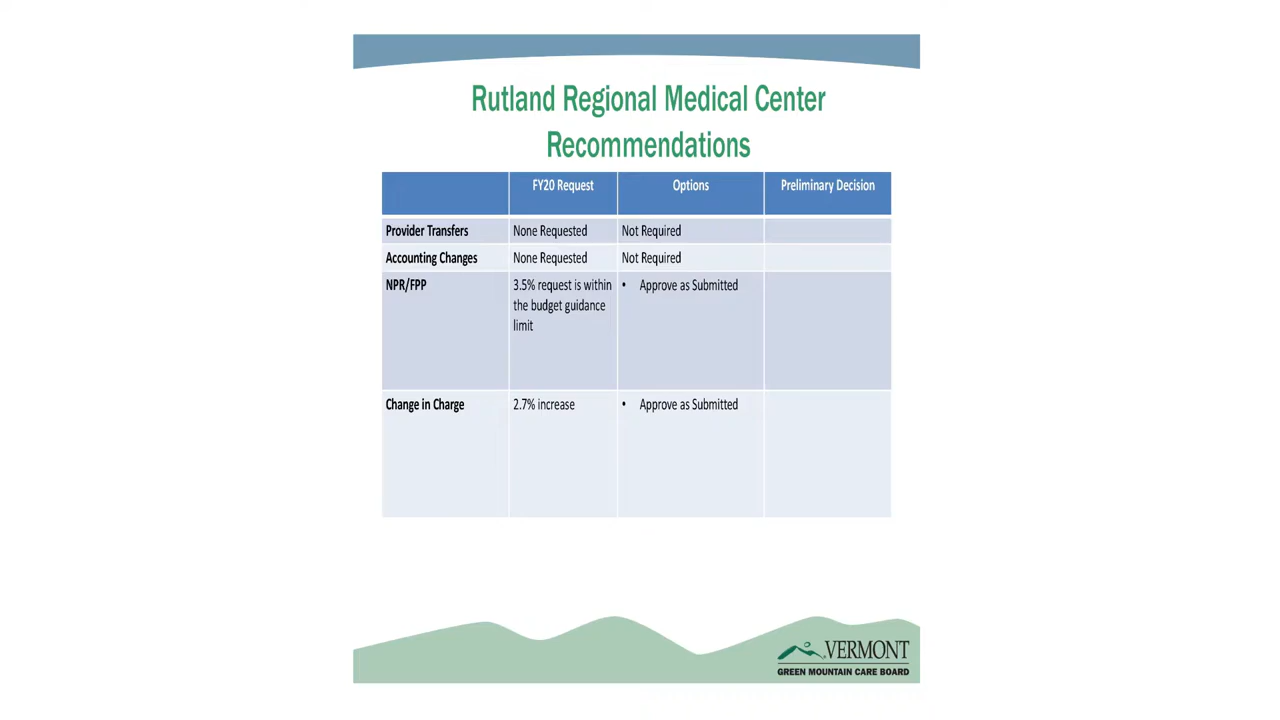 Rutland Regional Medical Center
Recommendations
FY20 Request Options Preliminary Decision
Provider Transfers None Requested Not Required
Accounting Changes None Requested Not Required
NPR/FPP 3.5% request is within • Approve as Submitted
the budget guidance
limit
Change in Charge 2.7% increase • Approve as Submitted
VERMONT
GREEN MOUNTAIN CARE BOARD